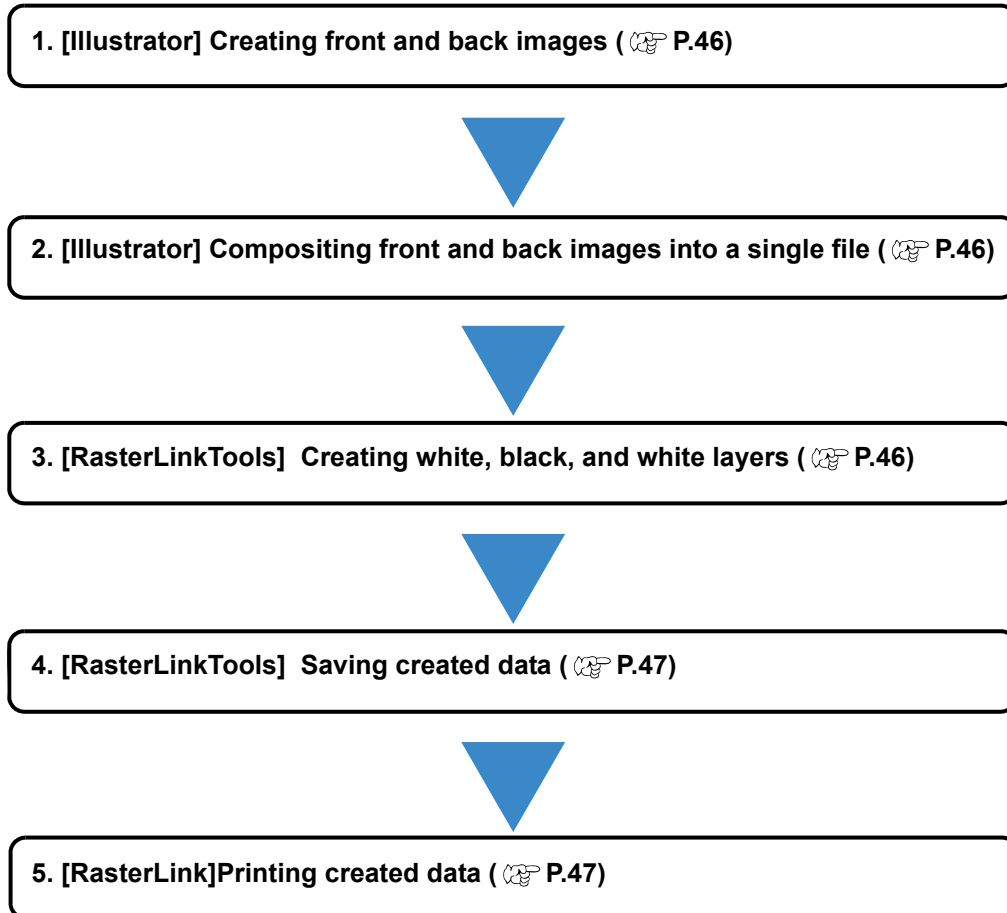 1. [Illustrator] Creating front and back images ( P.46)
2. [Illustrator] Compositing front and back images into a single file ( P.46)
3. [RasterLinkTools]  Creating white, black, and white layers ( P.46)
4. [RasterLinkTools]  Saving created data ( P.47)
5. [RasterLink]Printing created data ( P.47)